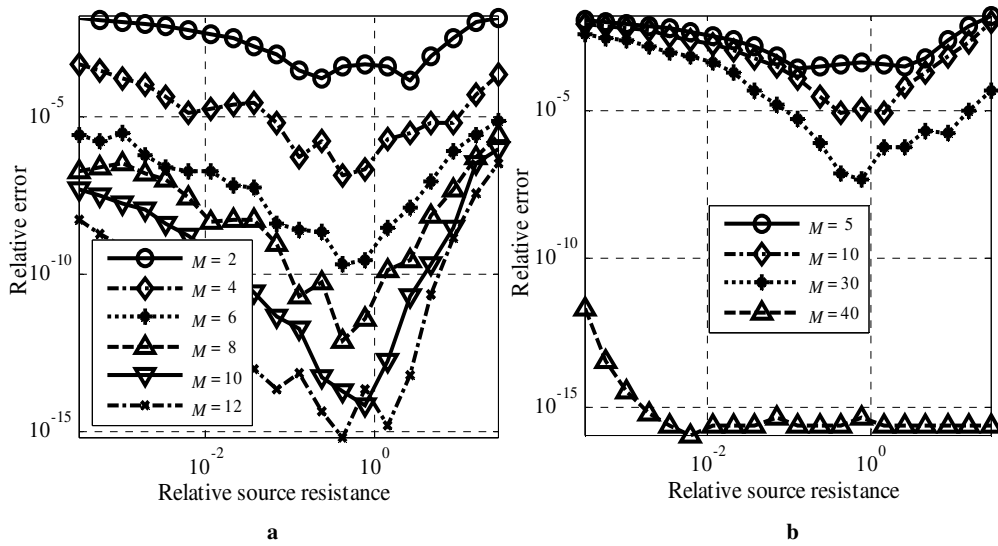 10^-5
10^-10
10^-15
Relative error
M = 2
M = 4
M = 6
M = 8
M = 10
M = 12
10^-2
10^0
Relative source resistance
a
10^-5
10^-10
10^-15
Relative error
M = 5
M = 10
M = 30
M = 40
10^-2
10^0
Relative source resistance
b